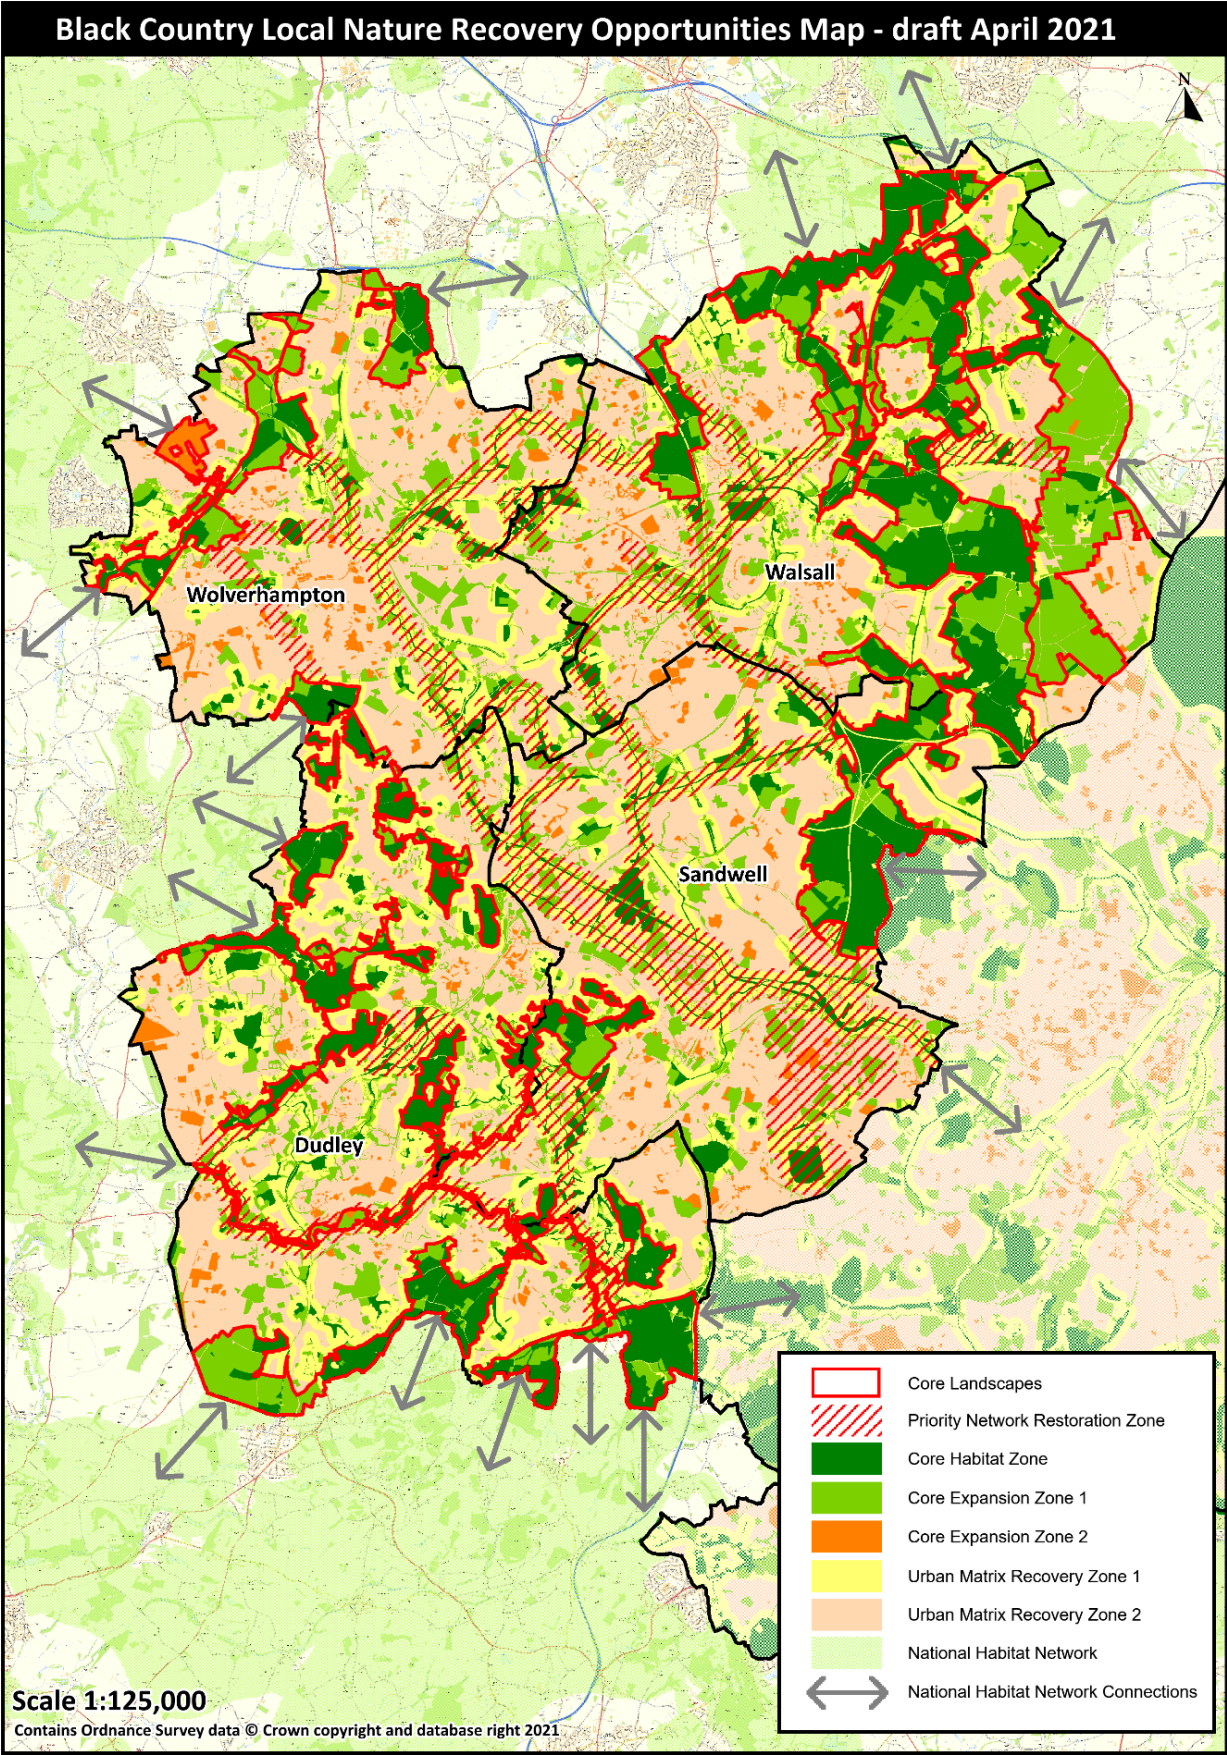 Black Country Local Nature Recovery Opportunities Map - draft April 2021
N
Walsall
Wolverhampton
Sandwell
Dudley
Core Landscapes
Priority Network Restoration Zone
Core Habitat Zone
Core Expansion Zone 1
Core Expansion Zone 2
Urban Matrix Recovery Zone 1
Urban Matrix Recovery Zone 2
National Habitat Network
National Habitat Network Connections
Scale 1:125,000
Contains Ordnance Survey data © Crown copyright and database right 2021